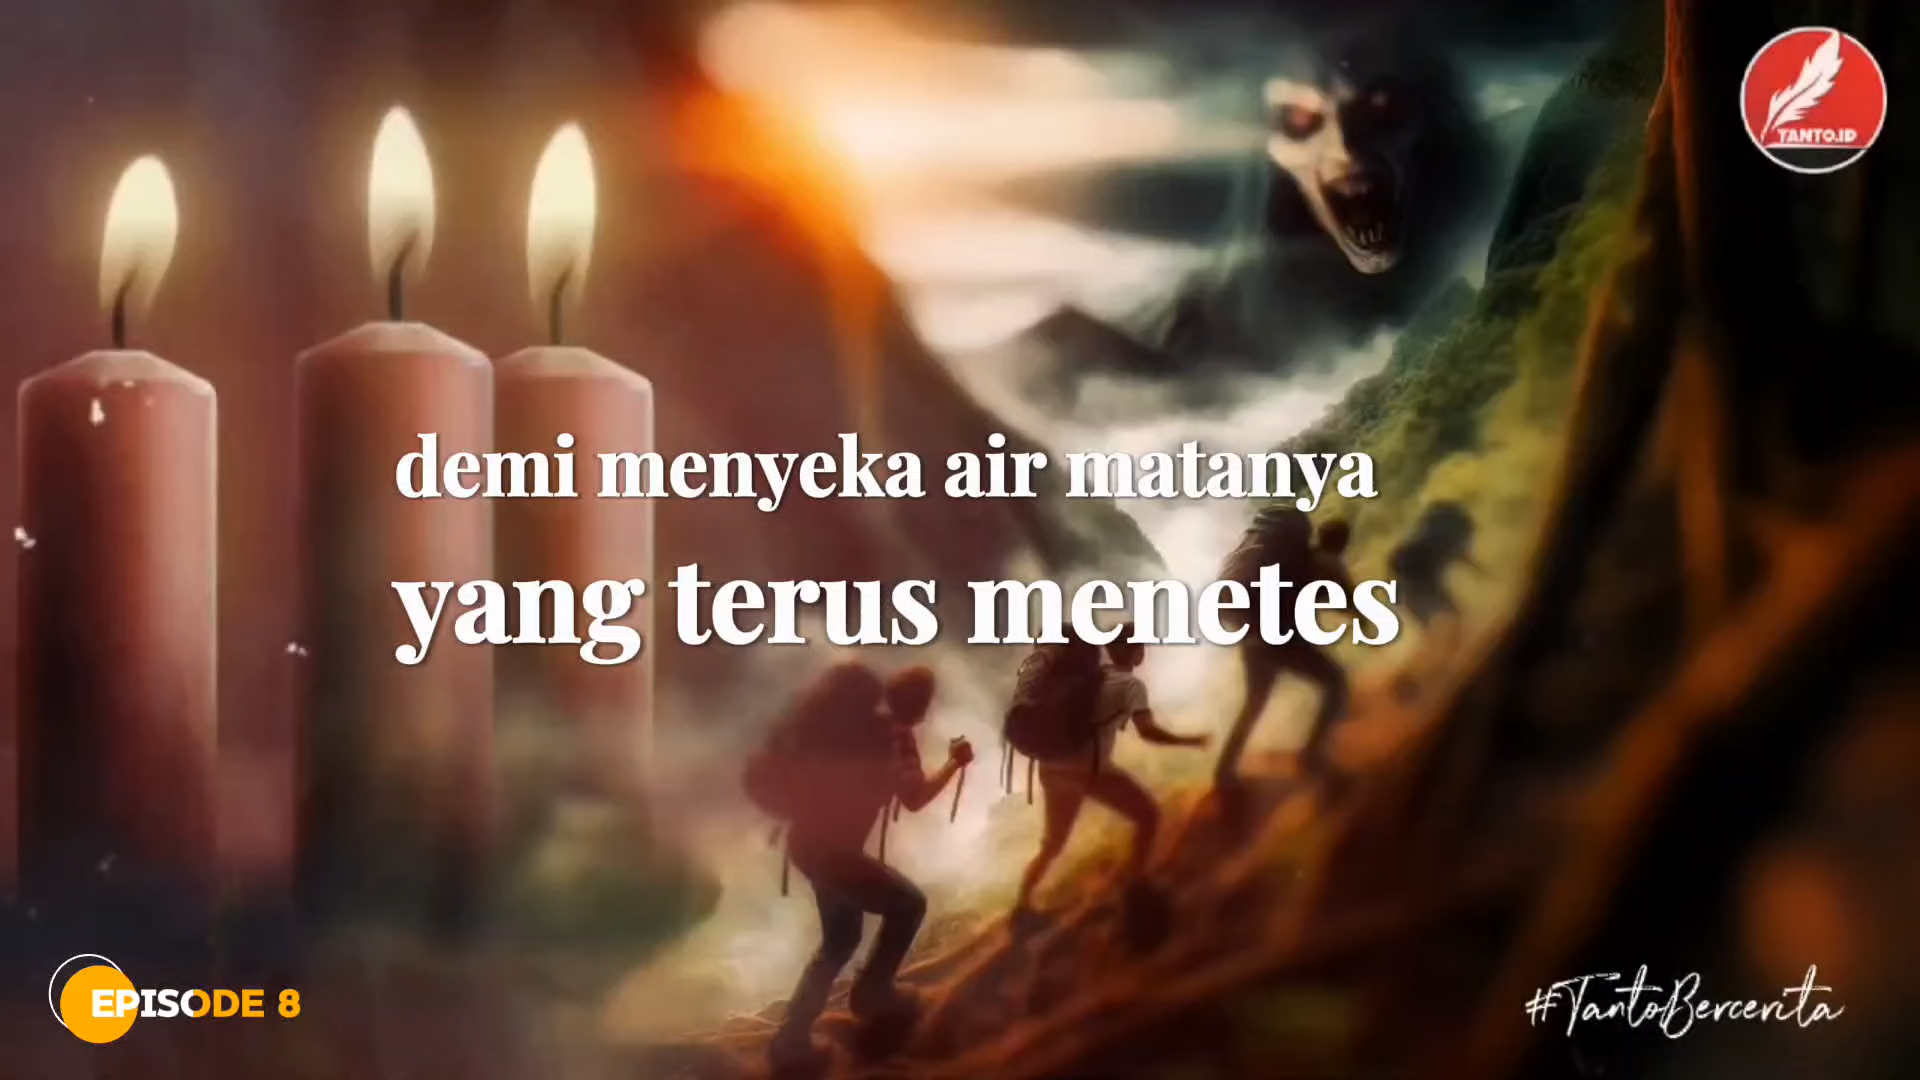 TANTO.ID
demi menyeka air matanya
yang terus menetes
EPISODE 8
#TantoBercerita